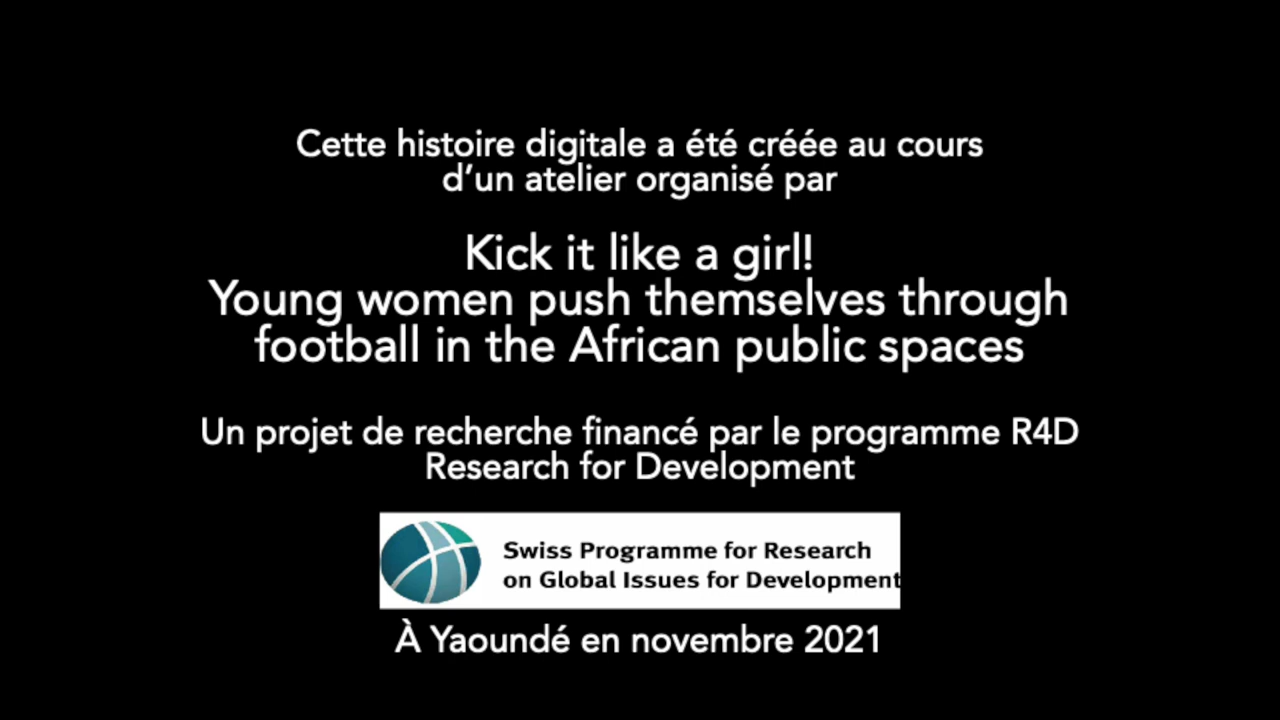 Cette histoire digitale a été créée au cours
d’un atelier organisé par
Kick it like a girl!
Young women push themselves through
football in the African public spaces
Un projet de recherche financé par le programme R4D
Research for Development
Swiss Programme for Research
on Global Issues for Development
À Yaoundé en novembre 2021